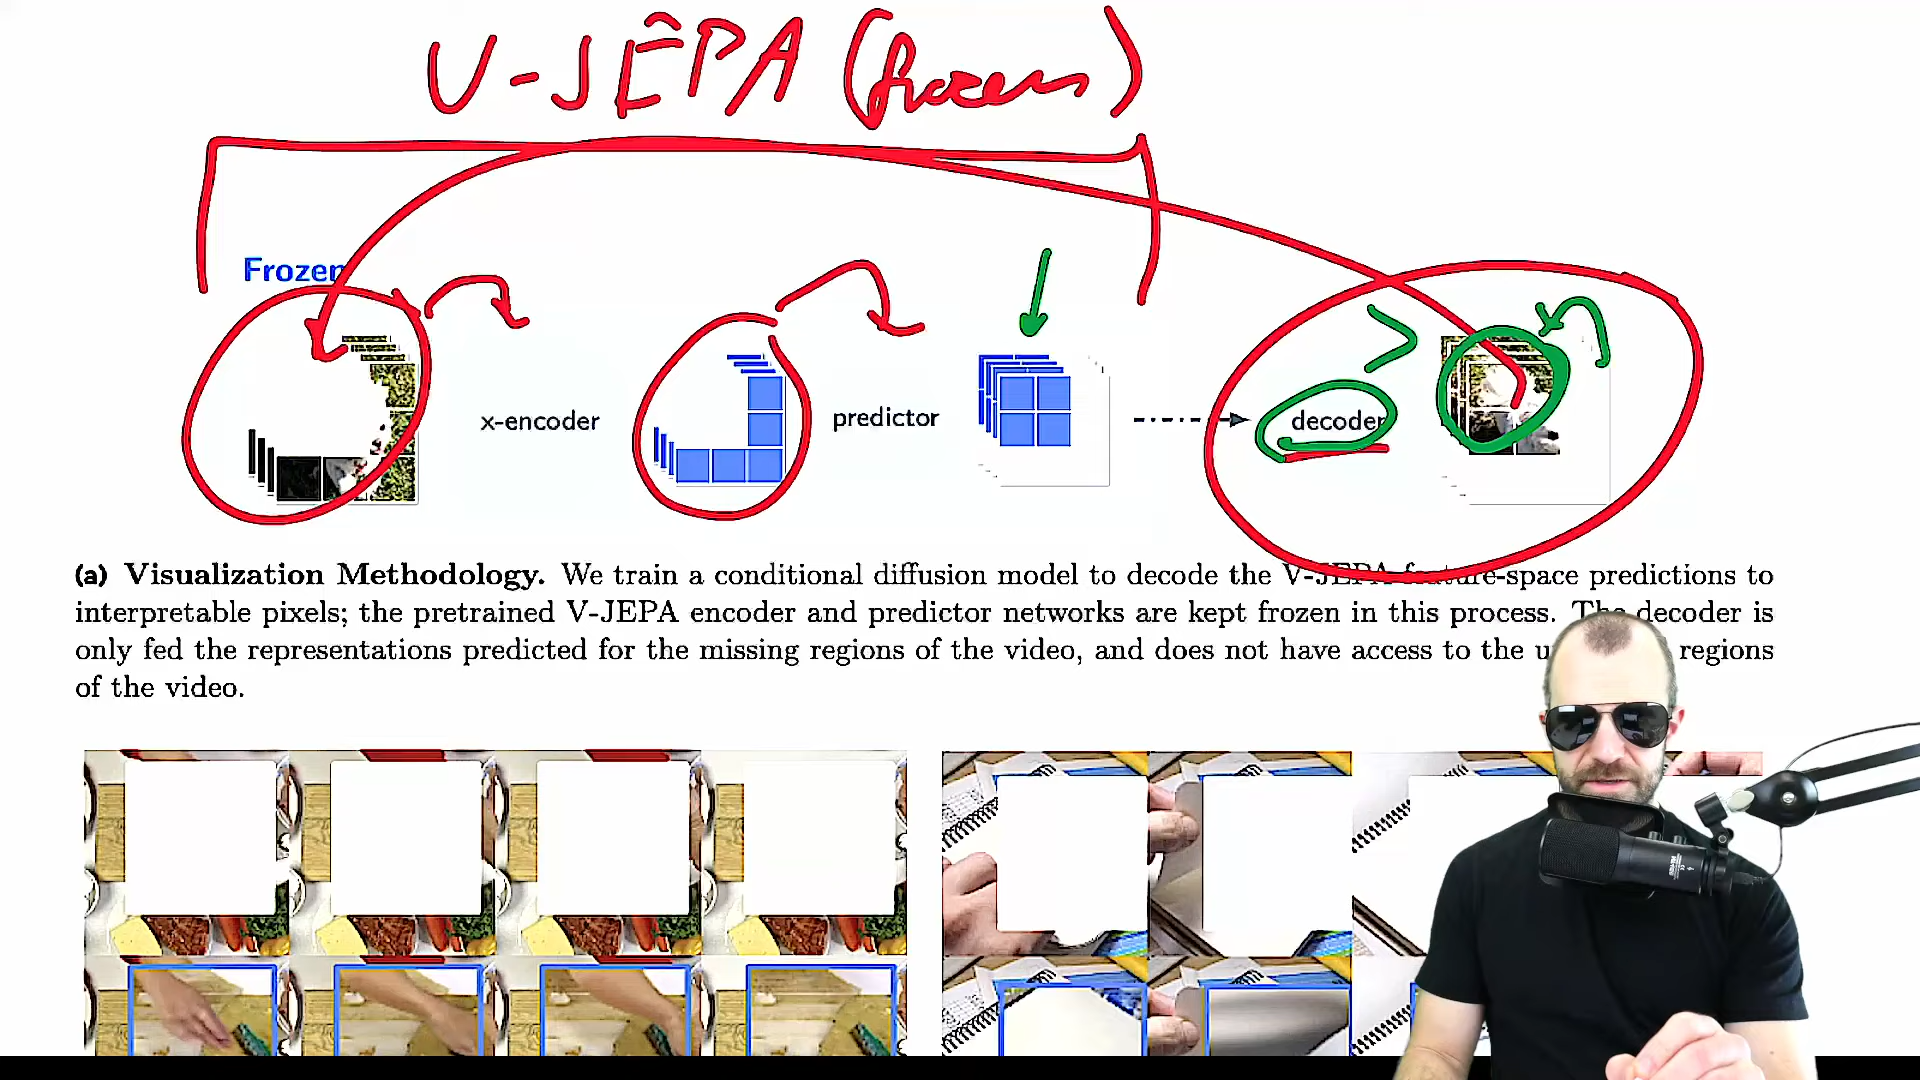 V-JEPA (frozen)
Frozen
x-encoder
predictor
decoder
(a) Visualization Methodology. We train a conditional diffusion model to decode the V-JEPA feature-space predictions to
interpretable pixels; the pretrained V-JEPA encoder and predictor networks are kept frozen in this process. The decoder is
only fed the representations predicted for the missing regions of the video, and does not have access to the regions
of the video.